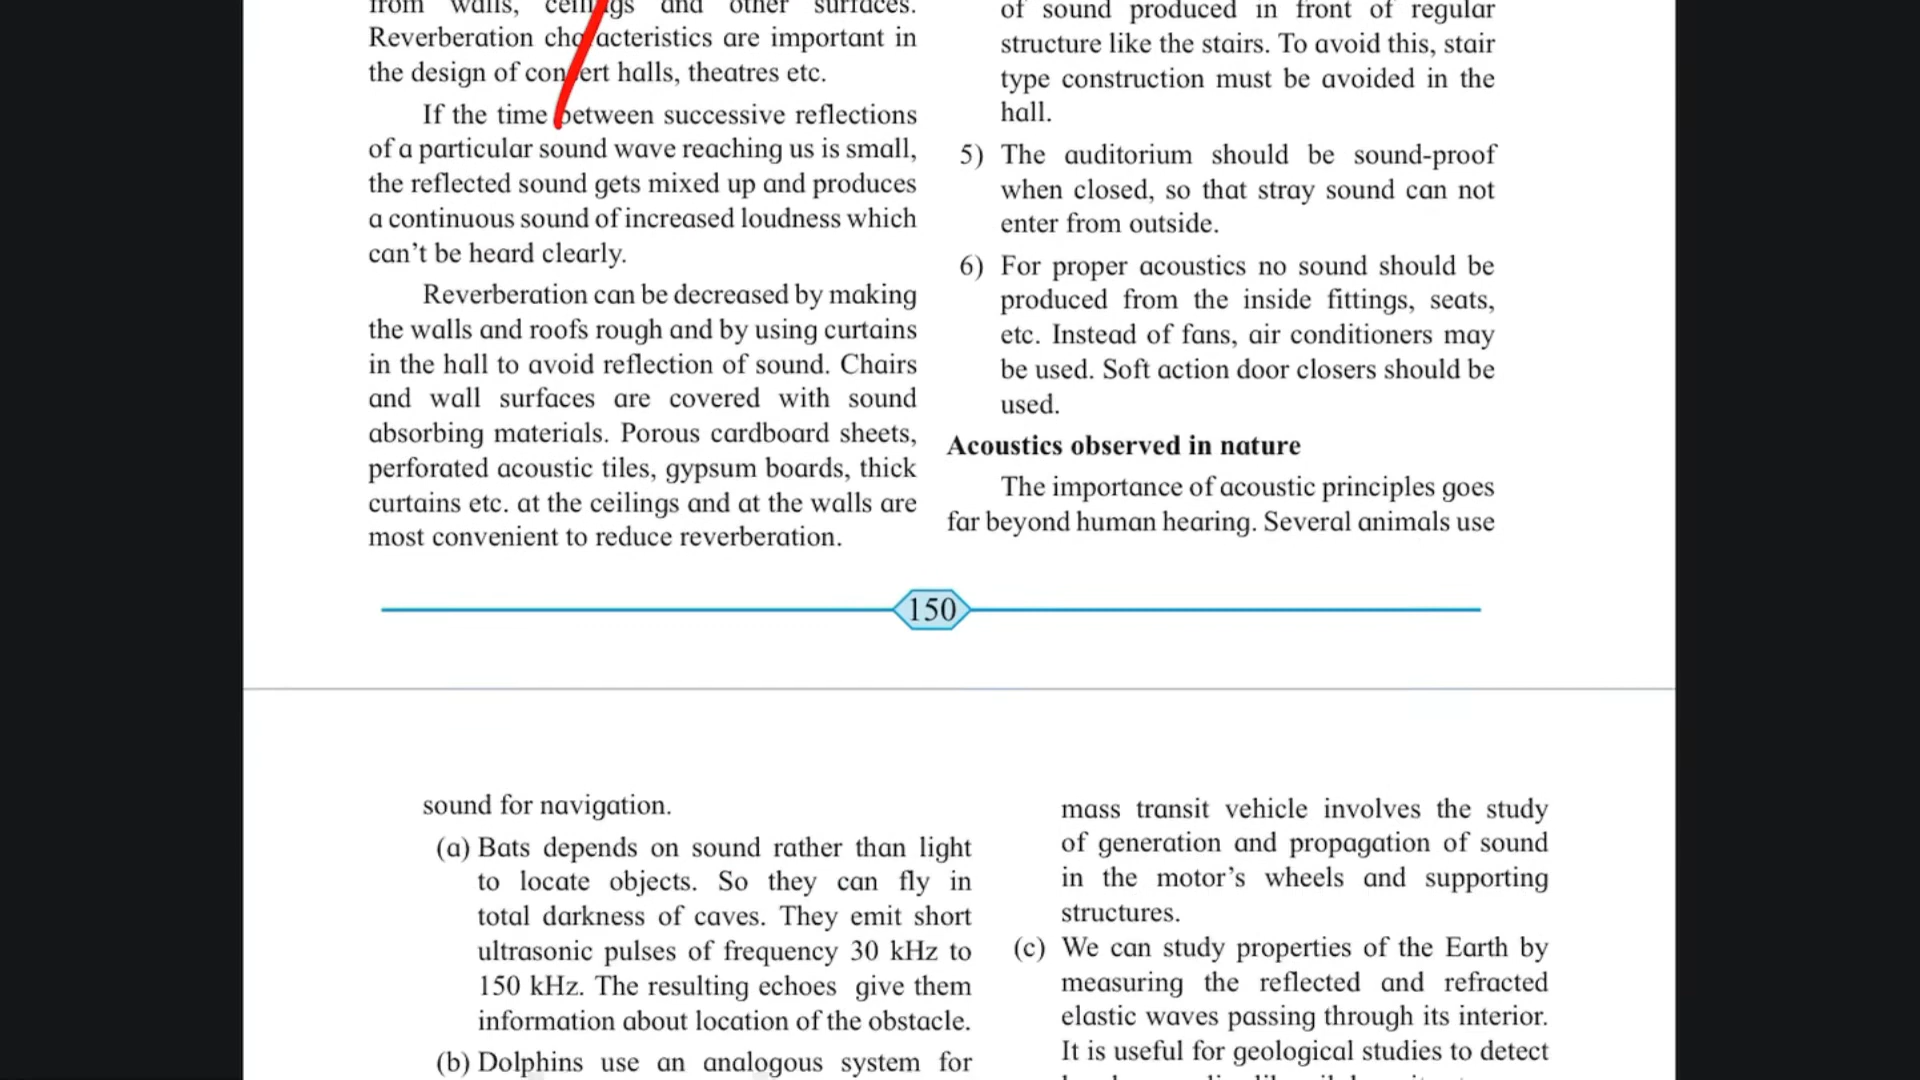 from walls, ceilings and other surfaces.
Reverberation characteristics are important in
the design of concert halls, theatres etc.
If the time between successive reflections
of a particular sound wave reaching us is small,
the reflected sound gets mixed up and produces
a continuous sound of increased loudness which
can't be heard clearly.
Reverberation can be decreased by making
the walls and roofs rough and by using curtains
in the hall to avoid reflection of sound. Chairs
and wall surfaces are covered with sound
absorbing materials. Porous cardboard sheets,
perforated acoustic tiles, gypsum boards, thick
curtains etc. at the ceilings and at the walls are
most convenient to reduce reverberation.
of sound produced in front of regular
structure like the stairs. To avoid this, stair
type construction must be avoided in the
hall.
5) The auditorium should be sound-proof
when closed, so that stray sound can not
enter from outside.
6) For proper acoustics no sound should be
produced from the inside fittings, seats,
etc. Instead of fans, air conditioners may
be used. Soft action door closers should be
used.
Acoustics observed in nature
The importance of acoustic principles goes
far beyond human hearing. Several animals use
150
sound for navigation.
(a) Bats depends on sound rather than light
to locate objects. So they can fly in
total darkness of caves. They emit short
ultrasonic pulses of frequency 30 kHz to
150 kHz. The resulting echoes give them
information about location of the obstacle.
(b) Dolphins use an analogous system for
mass transit vehicle involves the study
of generation and propagation of sound
in the motor's wheels and supporting
structures.
(c) We can study properties of the Earth by
measuring the reflected and refracted
elastic waves passing through its interior.
It is useful for geological studies to detect